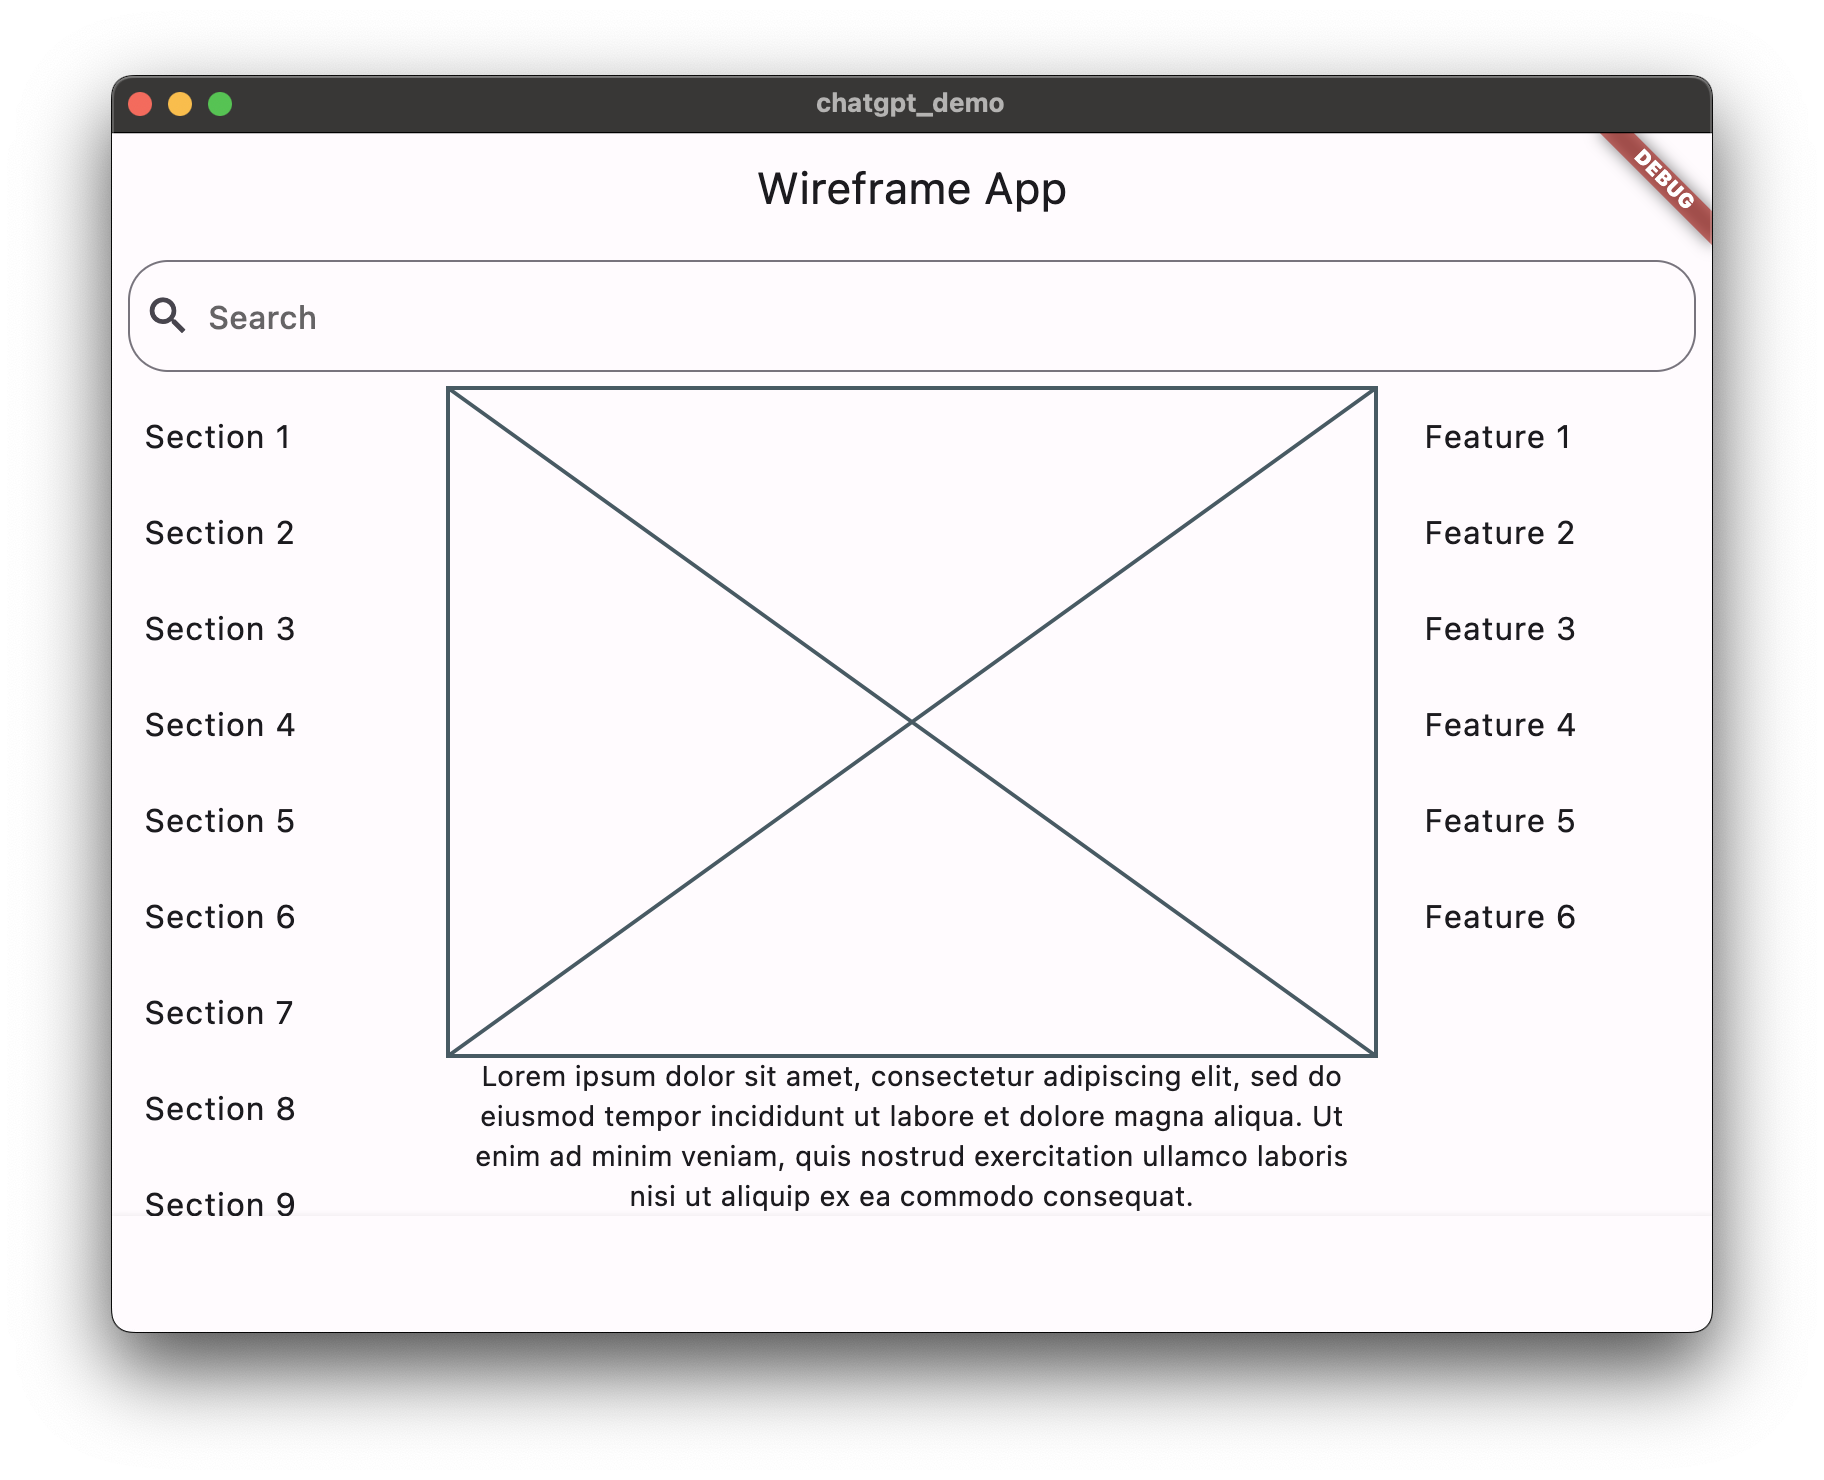 chatgpt_demo
DEBUG
Wireframe App
Search
Section 1
Section 2
Section 3
Section 4
Section 5
Section 6
Section 7
Section 8
Section 9
Lorem ipsum dolor sit amet, consectetur adipiscing elit, sed do
eiusmod tempor incididunt ut labore et dolore magna aliqua. Ut
enim ad minim veniam, quis nostrud exercitation ullamco laboris
nisi ut aliquip ex ea commodo consequat.
Feature 1
Feature 2
Feature 3
Feature 4
Feature 5
Feature 6